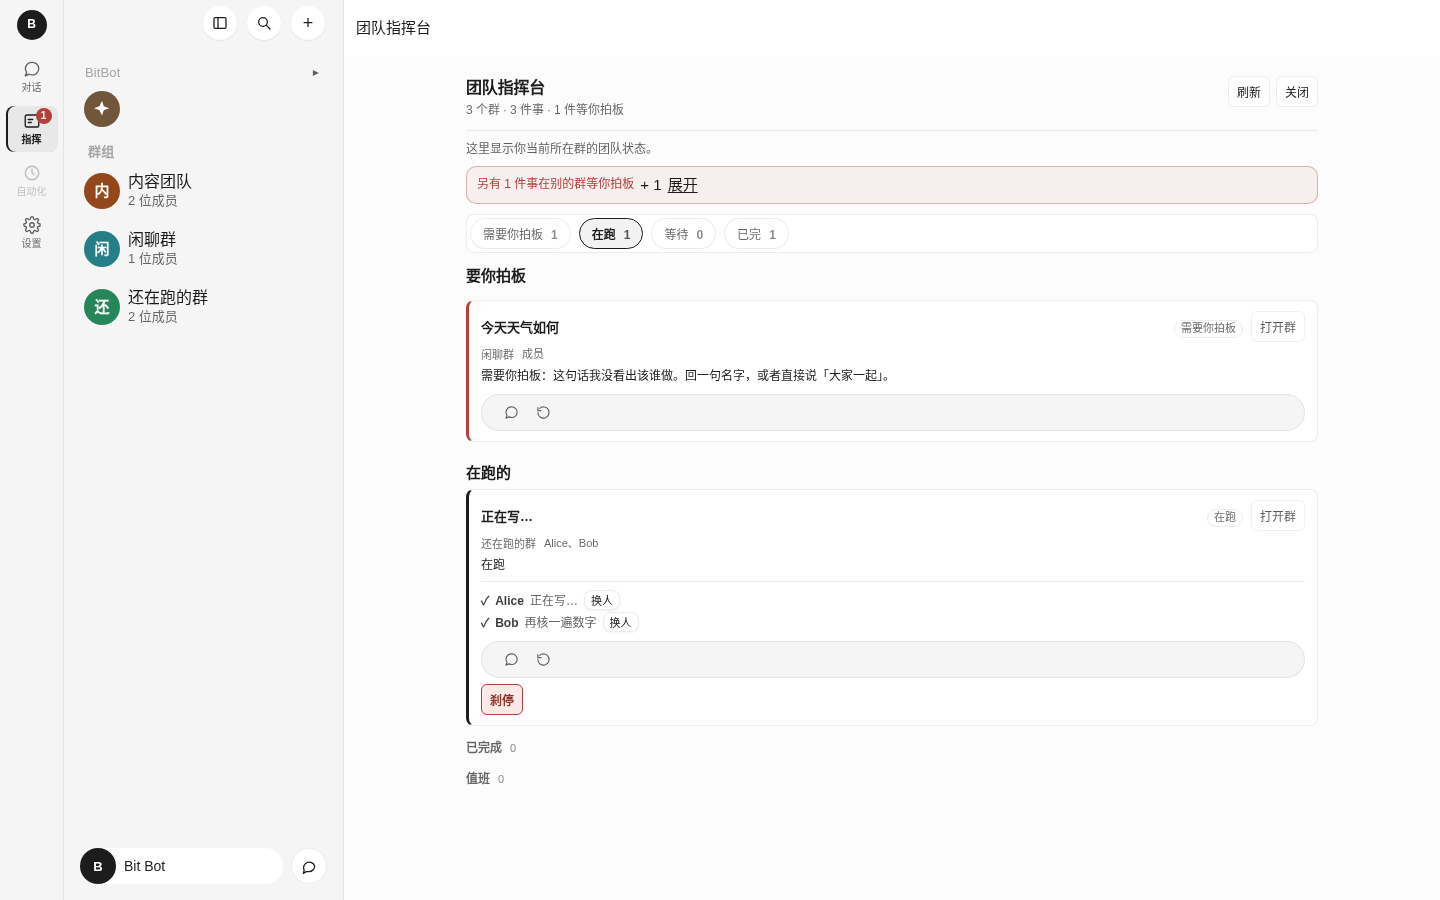 B
对话
1
指挥
自动化
设置
BitBot
群组
内
内容团队
2 位成员
闲
闲聊群
1 位成员
还
还在跑的群
2 位成员
B
Bit Bot
团队指挥台
团队指挥台
3 个群 · 3 件事 · 1 件等你拍板
刷新
关闭
这里显示你当前所在群的团队状态。
另有 1 件事在别的群等你拍板 + 1 展开
需要你拍板 1
在跑 1
等待 0
已完 1
要你拍板
今天天气如何
需要你拍板
打开群
闲聊群 成员
需要你拍板：这句话我没看出该谁做。回一句名字，或者直接说「大家一起」。
在跑的
正在写…
在跑
打开群
还在跑的群 Alice、Bob
在跑
✓ Alice 正在写… 换人
✓ Bob 再核一遍数字 换人
刹停
已完成 0
值班 0